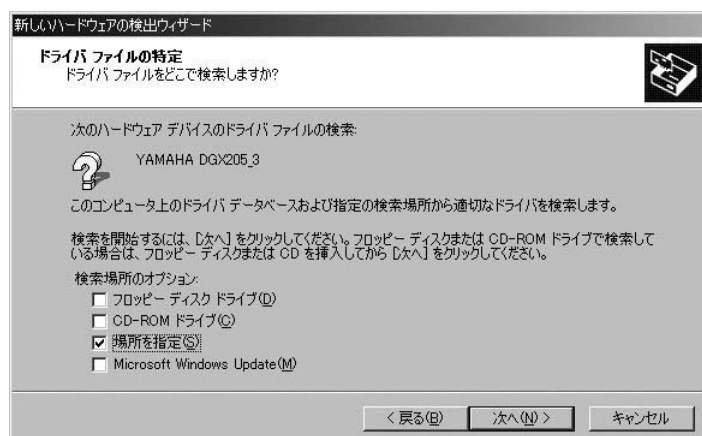 新しいハードウェアの検出ウィザード
ドライバ ファイルの特定
ドライバ ファイルをどこで検索しますか?
次のハードウェア デバイスのドライバ ファイルの検索:
YAMAHA DGX205_3
このコンピュータ上のドライバ データベースおよび指定の検索場所から適切なドライバを検索します。
検索を開始するには、[次へ] をクリックしてください。フロッピー ディスクまたは CD-ROM ドライブで検索して
いる場合は、フロッピー ディスクまたは CD を挿入してから [次へ] をクリックしてください。
検索場所のオプション:
フロッピー ディスク ドライブ(D)
CD-ROM ドライブ(C)
場所を指定(S)
Microsoft Windows Update(M)
< 戻る(B)
次へ(N) >
キャンセル